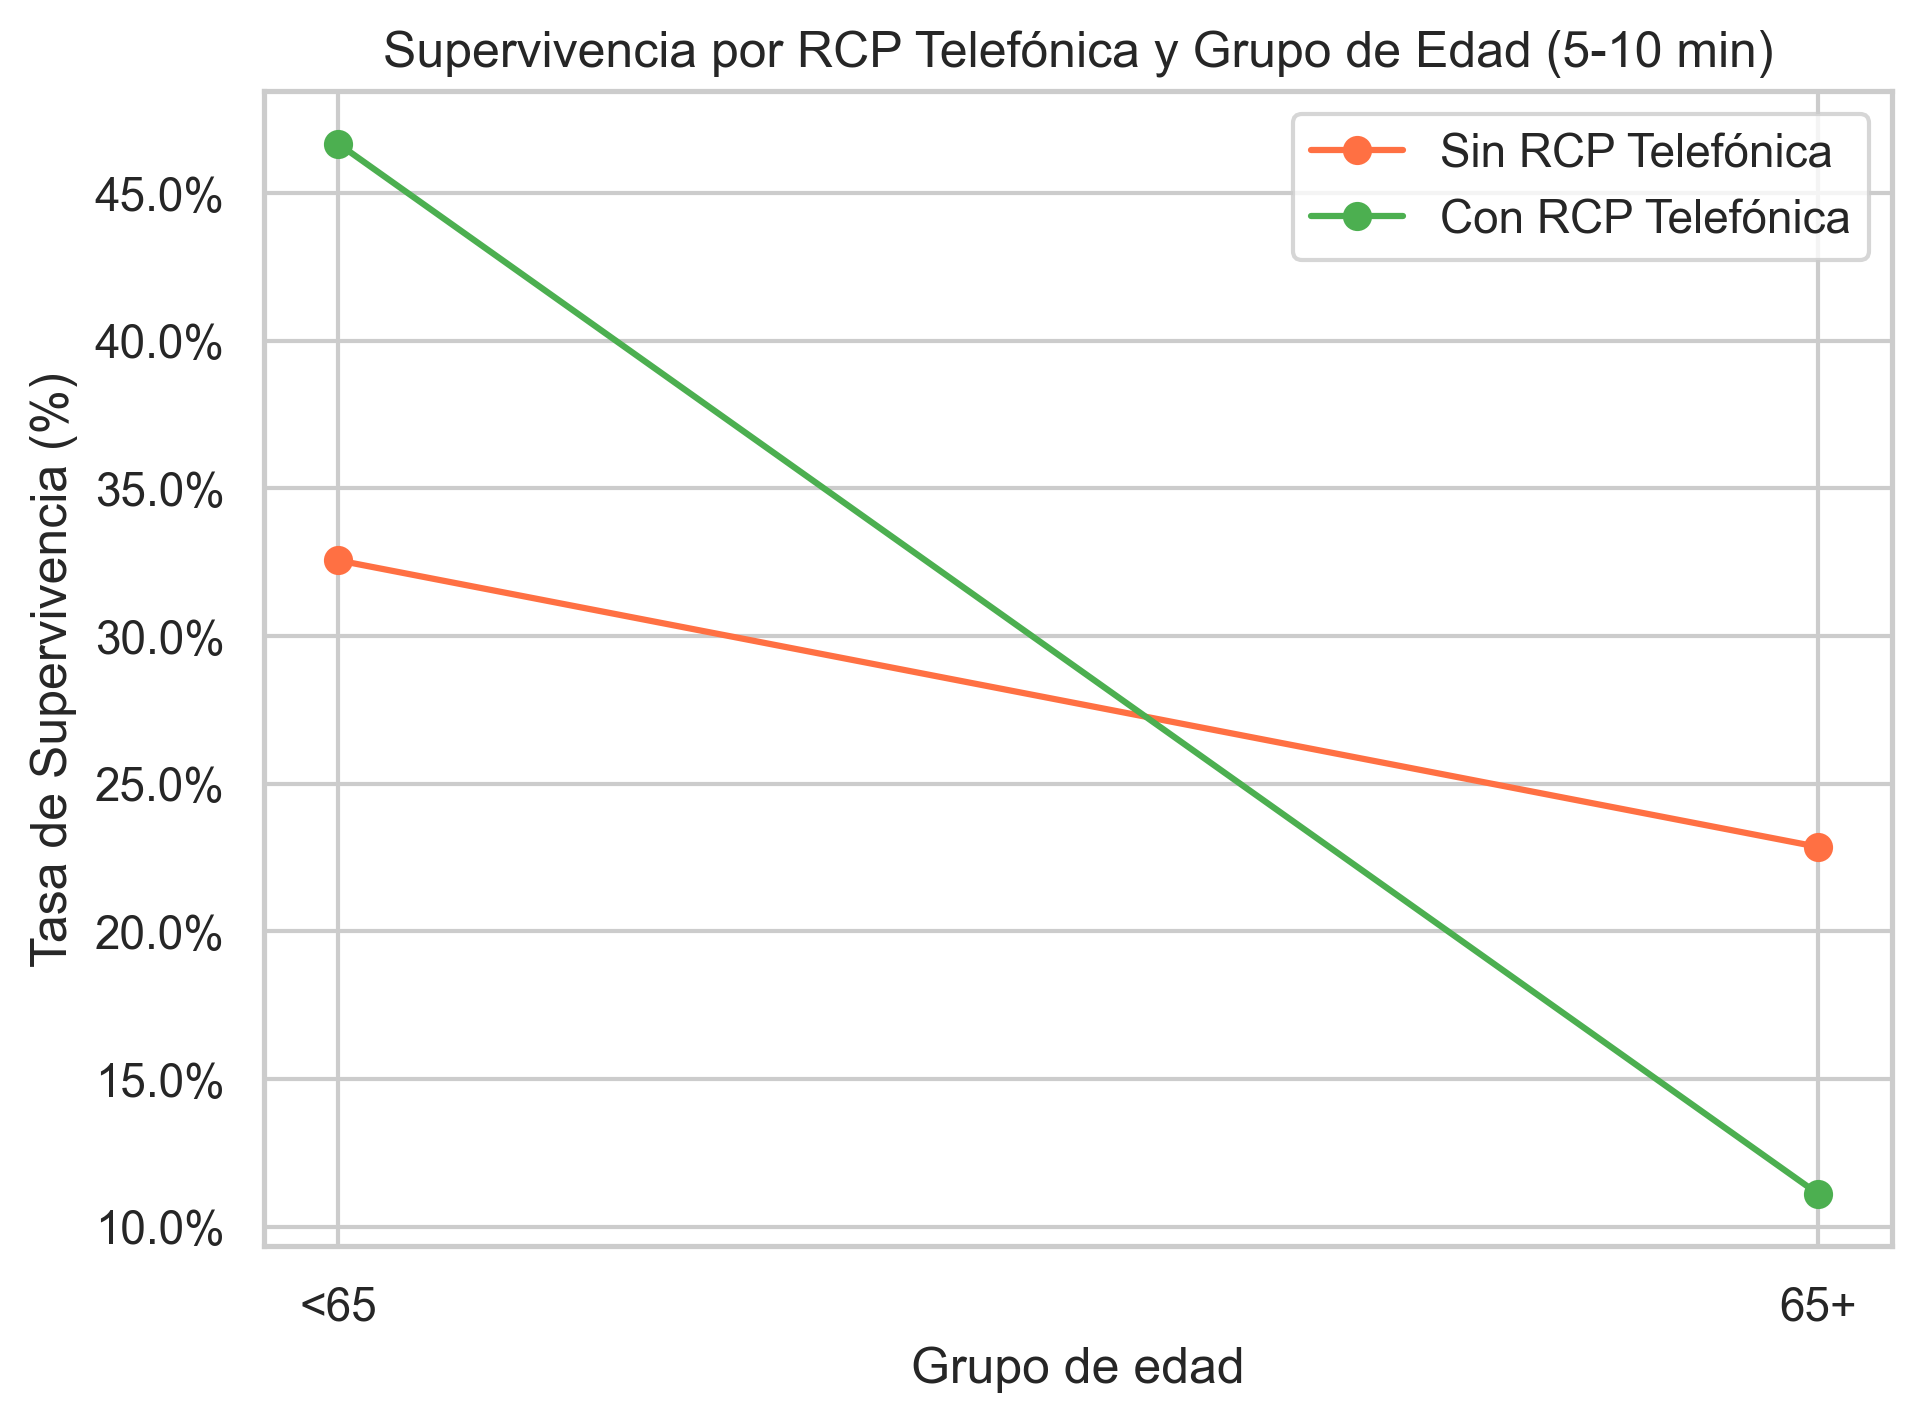 Supervivencia por RCP Telefónica y Grupo de Edad (5-10 min)
Sin RCP Telefónica
Con RCP Telefónica
Tasa de Supervivencia (%)
45.0%
40.0%
35.0%
30.0%
25.0%
20.0%
15.0%
10.0%
<65
65+
Grupo de edad